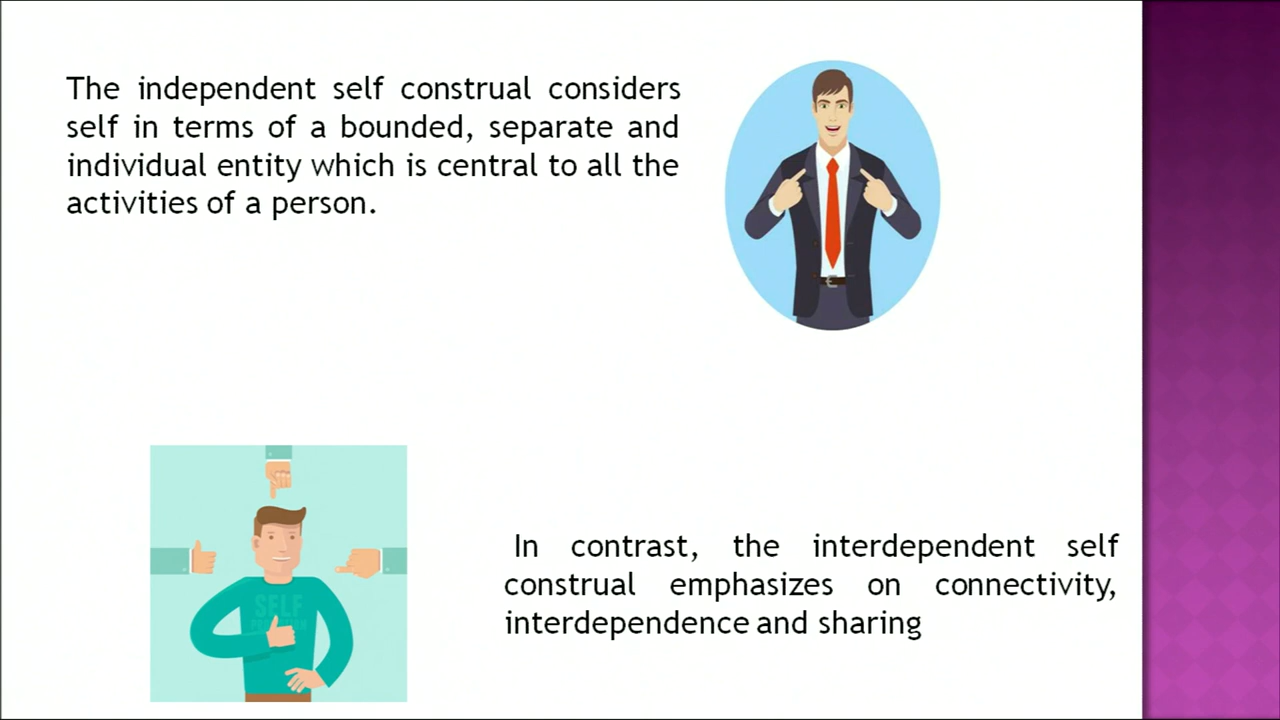 The independent self construal considers
self in terms of a bounded, separate and
individual entity which is central to all the
activities of a person.
SELF
In contrast, the interdependent self
construal emphasizes on connectivity,
interdependence and sharing